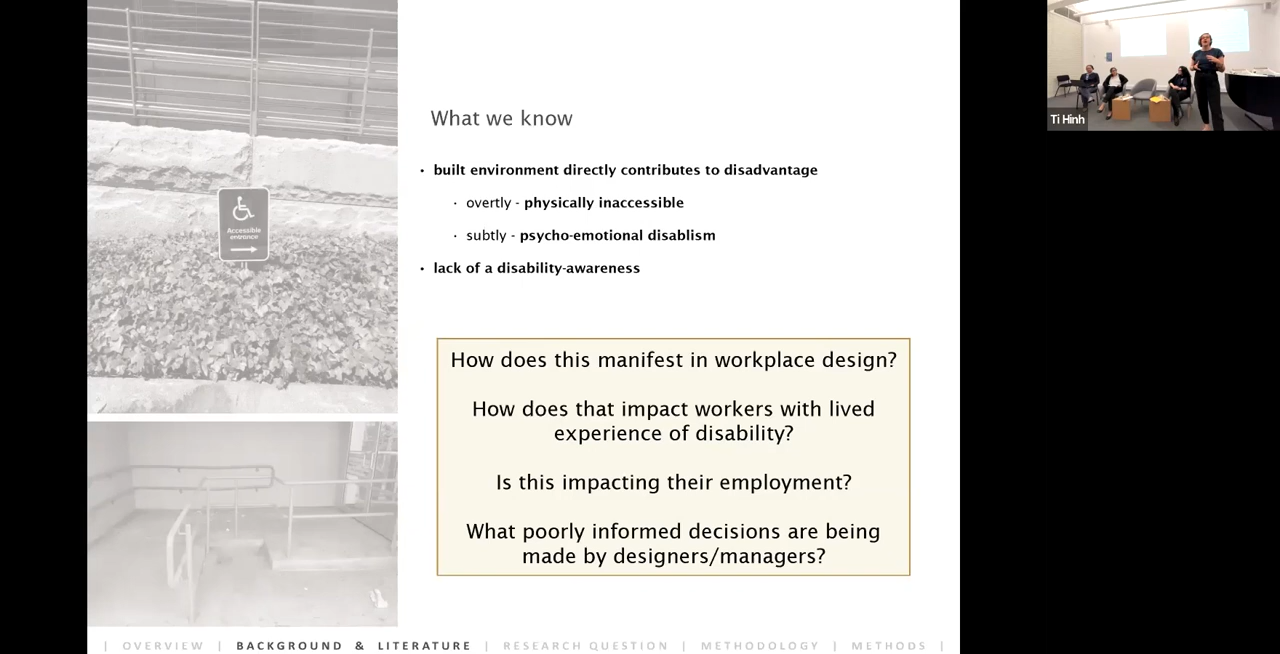 What we know
• built environment directly contributes to disadvantage
• overtly - physically inaccessible
• subtly - psycho-emotional disablism
• lack of a disability-awareness
How does this manifest in workplace design?
How does that impact workers with lived
experience of disability?
Is this impacting their employment?
What poorly informed decisions are being
made by designers/managers?
Accessible
entrance
| OVERVIEW | BACKGROUND & LITERATURE | RESEARCH QUESTION | METHODOLOGY | METHODS |
Ti Hinh